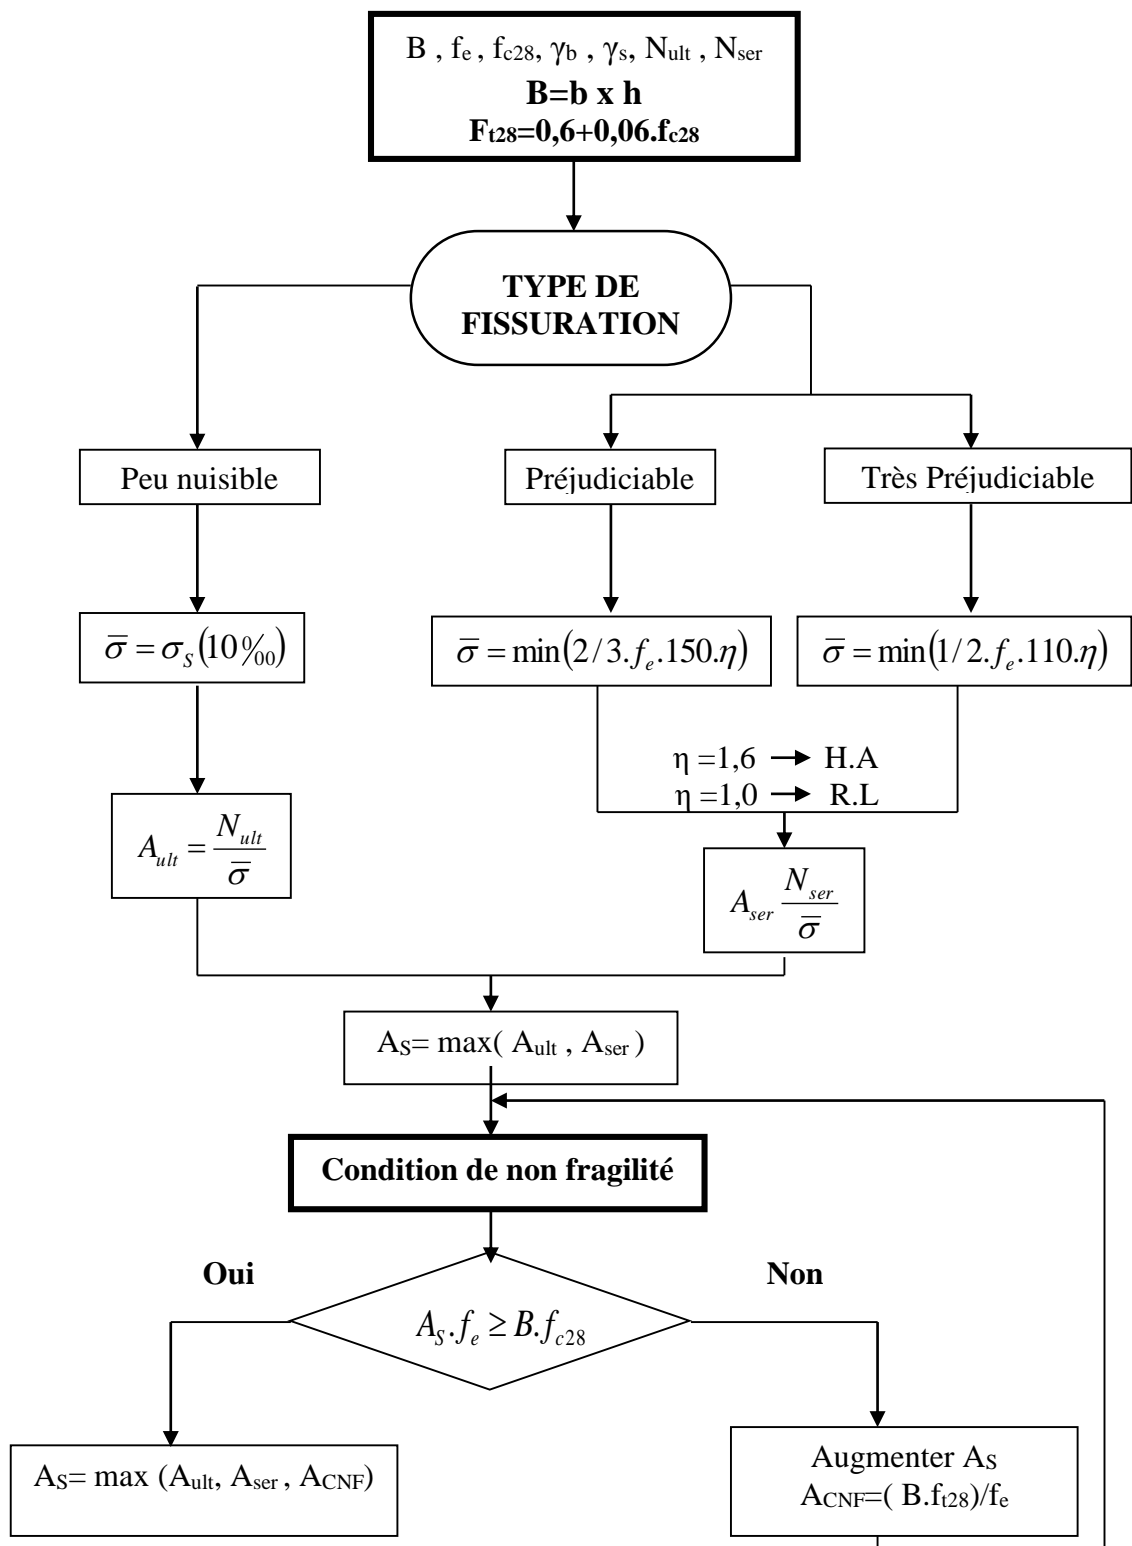 B , fe , fc28, γb , γs, Nult , Nser
B=b x h
Ft28=0,6+0,06.fc28
TYPE DE
FISSURATION
Peu nuisible
Préjudiciable
Très Préjudiciable
σ̅ = σS(10‰0)
σ̅ = min(2/3.fe.150.η)
σ̅ = min(1/2.fe.110.η)
η =1,6 → H.A
η =1,0 → R.L
Ault = Nult / σ̅
Aser Nser / σ̅
AS= max( Ault , Aser )
Condition de non fragilité
Oui
Non
AS.fe ≥ B.fc28
AS= max (Ault, Aser , ACNF)
Augmenter AS
ACNF=( B.ft28)/fe